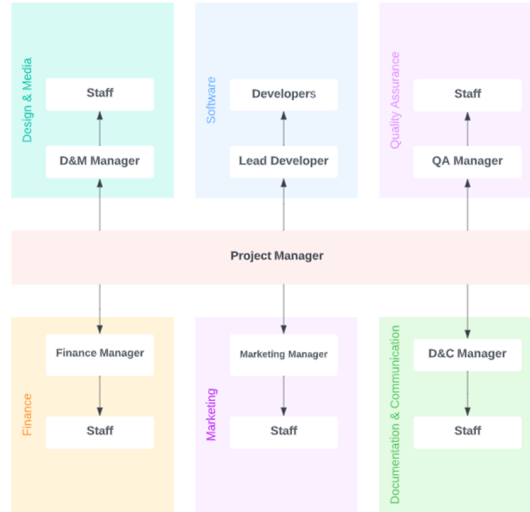 Design & Media
Staff
D&M Manager
Software
Developers
Lead Developer
Quality Assurance
Staff
QA Manager
Project Manager
Finance
Finance Manager
Staff
Marketing
Marketing Manager
Staff
Documentation & Communication
D&C Manager
Staff